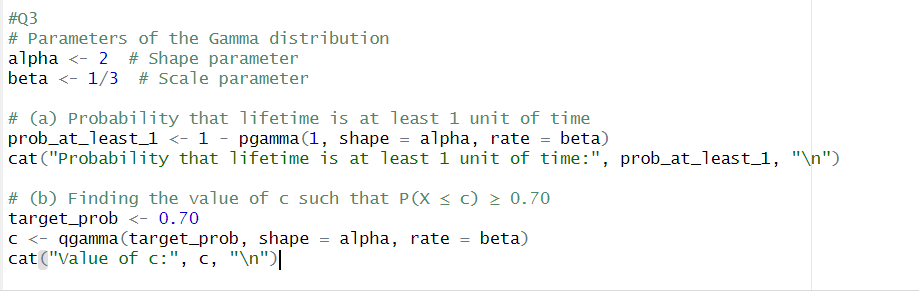 #Q3
# Parameters of the Gamma distribution
alpha <- 2  # Shape parameter
beta <- 1/3  # Scale parameter
# (a) Probability that lifetime is at least 1 unit of time
prob_at_least_1 <- 1 - pgamma(1, shape = alpha, rate = beta)
cat("Probability that lifetime is at least 1 unit of time:", prob_at_least_1, "\n")
# (b) Finding the value of c such that P(X ≤ c) ≥ 0.70
target_prob <- 0.70
c <- qgamma(target_prob, shape = alpha, rate = beta)
cat("Value of c:", c, "\n")